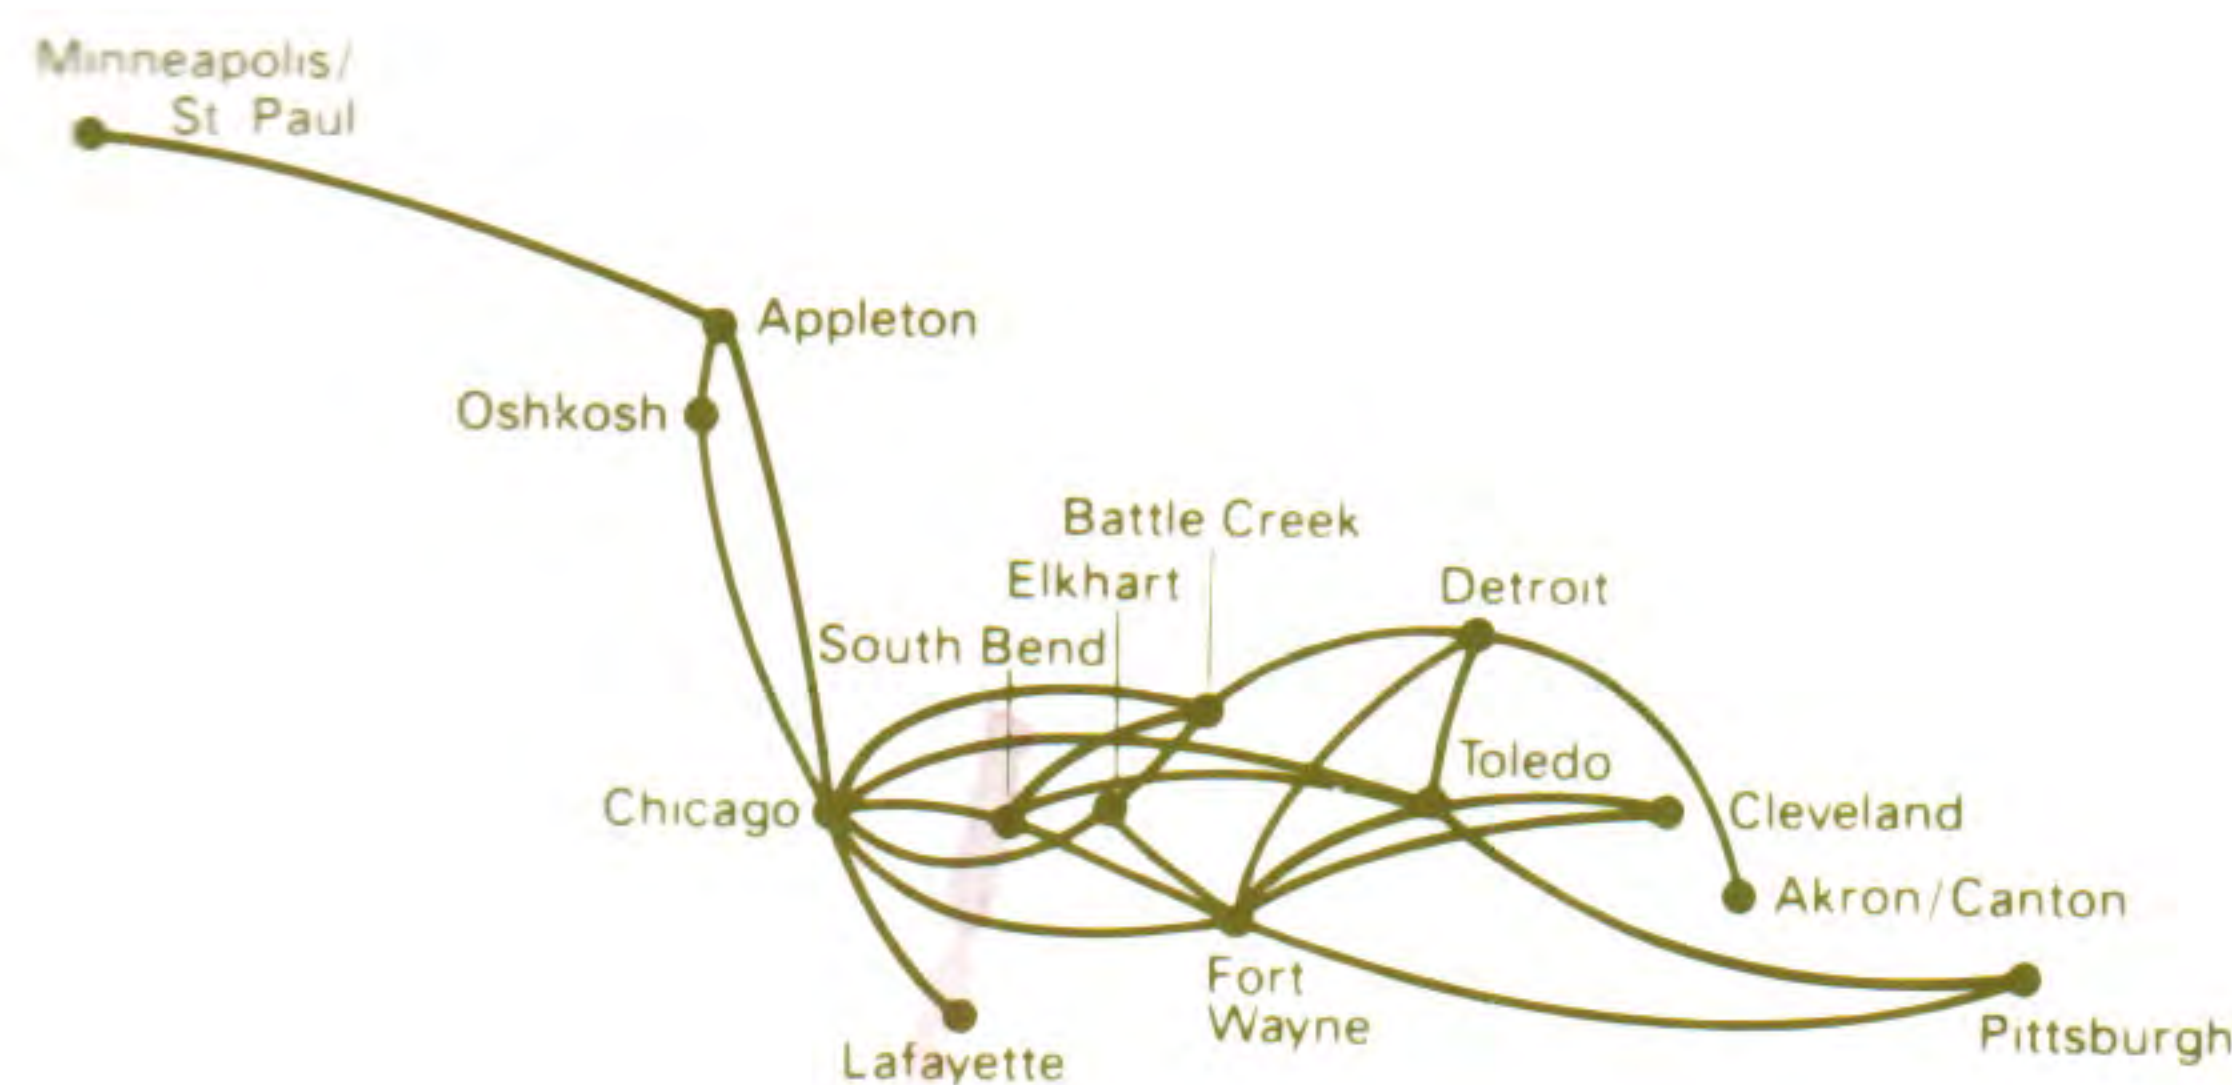 Minneapolis/
St Paul
Appleton
Oshkosh
Battle Creek
Elkhart
Detroit
South Bend
Toledo
Chicago
Cleveland
Akron/Canton
Fort
Wayne
Pittsburgh
Lafayette